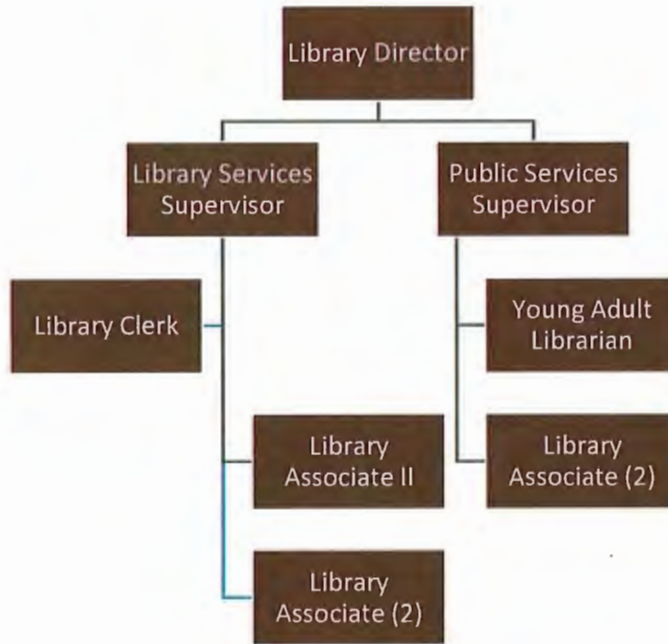 Library Director
Library Services
Supervisor
Public Services
Supervisor
Library Clerk
Young Adult
Librarian
Library
Associate II
Library
Associate (2)
Library
Associate (2)